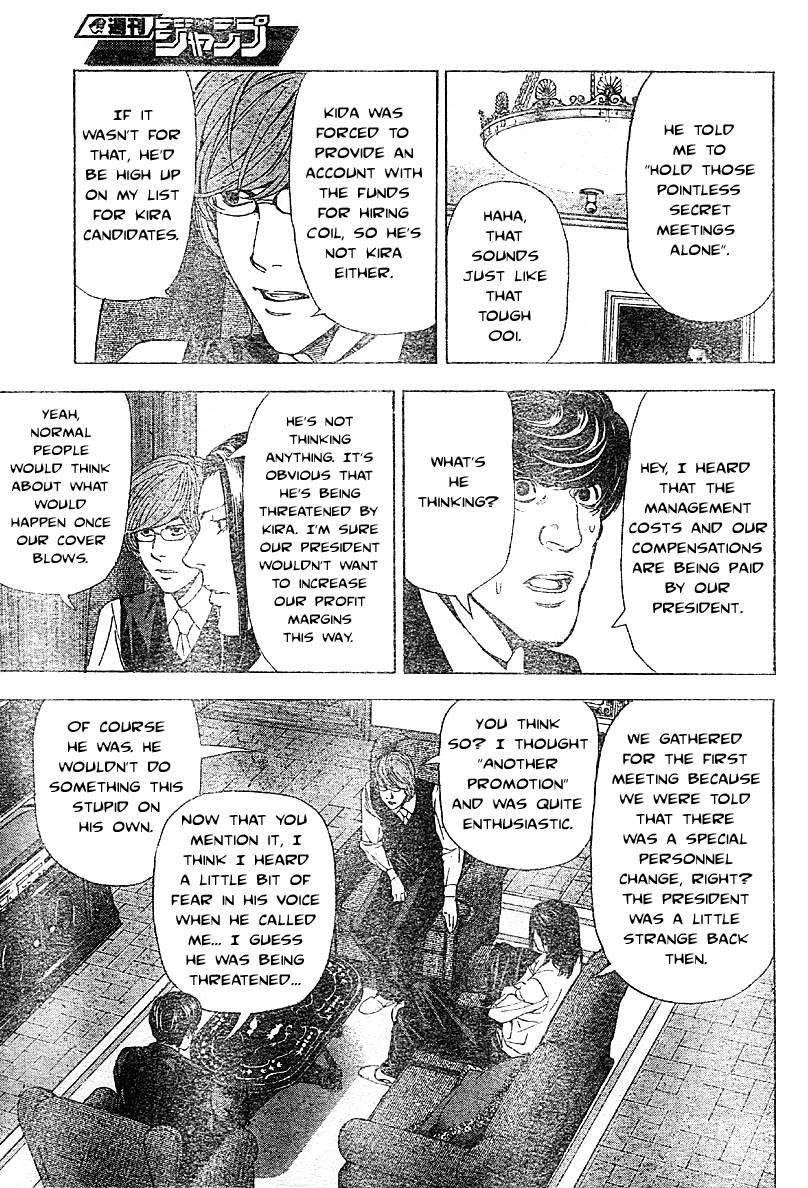 週刊
ジャンプ
HE TOLD
ME TO
"HOLD THOSE
POINTLESS
SECRET
MEETINGS
ALONE".
HAHA,
THAT
SOUNDS
JUST LIKE
THAT
TOUGH
OOI.
KIDA WAS
FORCED TO
PROVIDE AN
ACCOUNT WITH
THE FUNDS
FOR HIRING
COIL, SO HE'S
NOT KIRA
EITHER.
IF IT
WASN'T FOR
THAT, HE'D
BE HIGH UP
ON MY LIST
FOR KIRA
CANDIDATES.
HEY, I HEARD
THAT THE
MANAGEMENT
COSTS AND OUR
COMPENSATIONS
ARE BEING PAID
BY OUR
PRESIDENT.
WHAT'S
HE
THINKING?
HE'S NOT
THINKING
ANYTHING. IT'S
OBVIOUS THAT
HE'S BEING
THREATENED BY
KIRA. I'M SURE
OUR PRESIDENT
WOULDN'T WANT
TO INCREASE
OUR PROFIT
MARGINS
THIS WAY.
YEAH,
NORMAL
PEOPLE
WOULD THINK
ABOUT WHAT
WOULD
HAPPEN ONCE
OUR COVER
BLOWS.
WE GATHERED
FOR THE FIRST
MEETING BECAUSE
WE WERE TOLD
THAT THERE
WAS A SPECIAL
PERSONNEL
CHANGE, RIGHT?
THE PRESIDENT
WAS A LITTLE
STRANGE BACK
THEN.
YOU THINK
SO? I THOUGHT
"ANOTHER
PROMOTION"
AND WAS QUITE
ENTHUSIASTIC.
NOW THAT YOU
MENTION IT, I
THINK I HEARD
A LITTLE BIT OF
FEAR IN HIS VOICE
WHEN HE CALLED
ME... I GUESS
HE WAS BEING
THREATENED...
OF COURSE
HE WAS. HE
WOULDN'T DO
SOMETHING THIS
STUPID ON
HIS OWN.